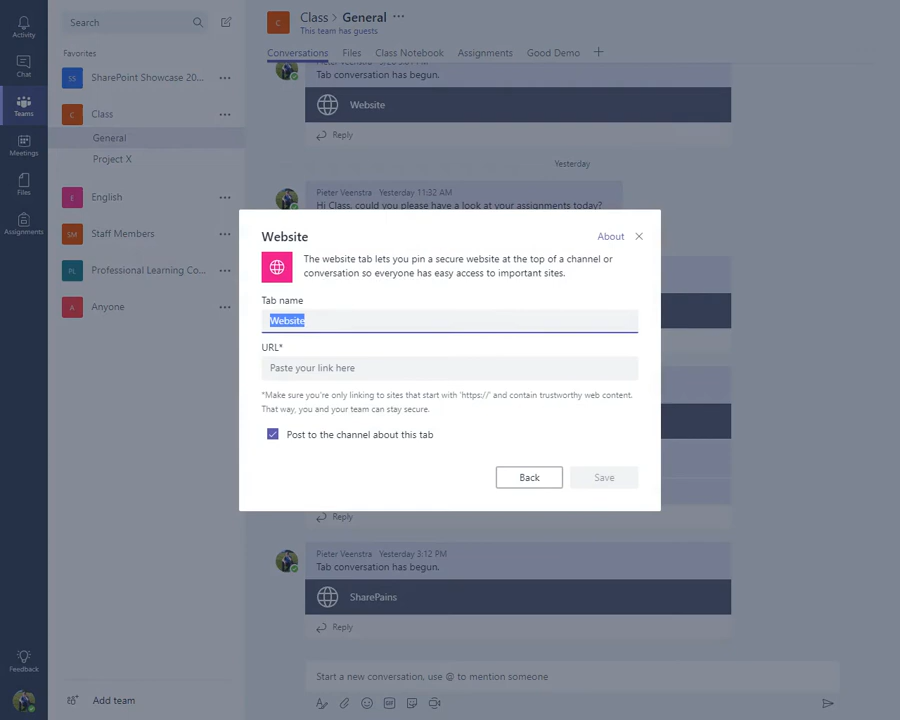 Activity
Chat
Teams
Meetings
Files
Assignments
Feedback
Search
Favorites
SS
SharePoint Showcase 20...
C
Class
General
Project X
E
English
SM
Staff Members
PL
Professional Learning Co...
A
Anyone
Add team
C
Class > General
This team has guests
Conversations Files Class Notebook Assignments Good Demo
Tab conversation has begun.
Website
Reply
Yesterday
Pieter Veenstra Yesterday 11:32 AM
Hi Class, could you please have a look at your assignments today?
Website
About
The website tab lets you pin a secure website at the top of a channel or
conversation so everyone has easy access to important sites.
Tab name
Website
URL*
Paste your link here
*Make sure you're only linking to sites that start with 'https://' and contain trustworthy web content.
That way, you and your team can stay secure.
Post to the channel about this tab
Back
Save
Reply
Pieter Veenstra Yesterday 3:12 PM
Tab conversation has begun.
SharePains
Reply
Start a new conversation, use @ to mention someone